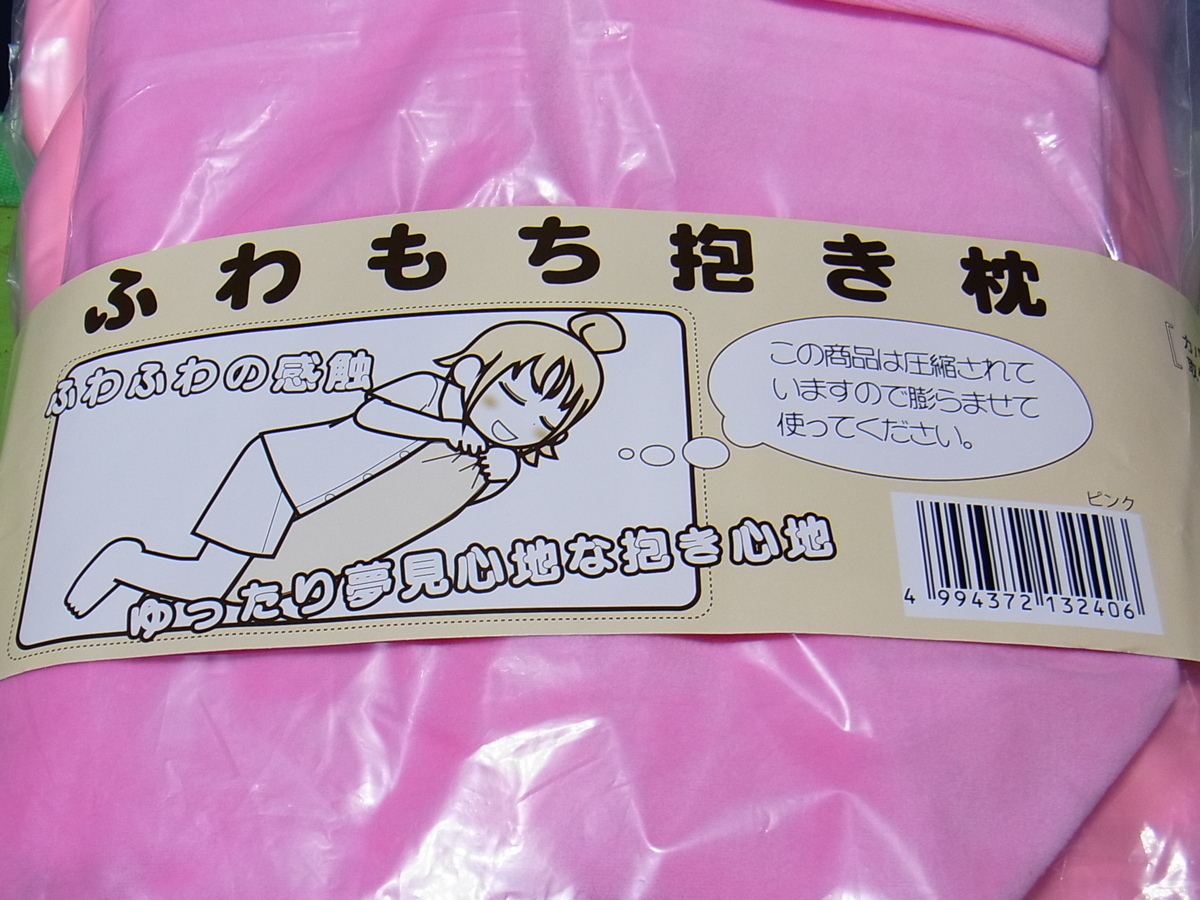 ふわもち抱き枕
ふわふわの感触
この商品は圧縮されて
いますので膨らませて
使ってください。
ゆったり夢見心地な抱き心地
ピンク
4 994372 132406